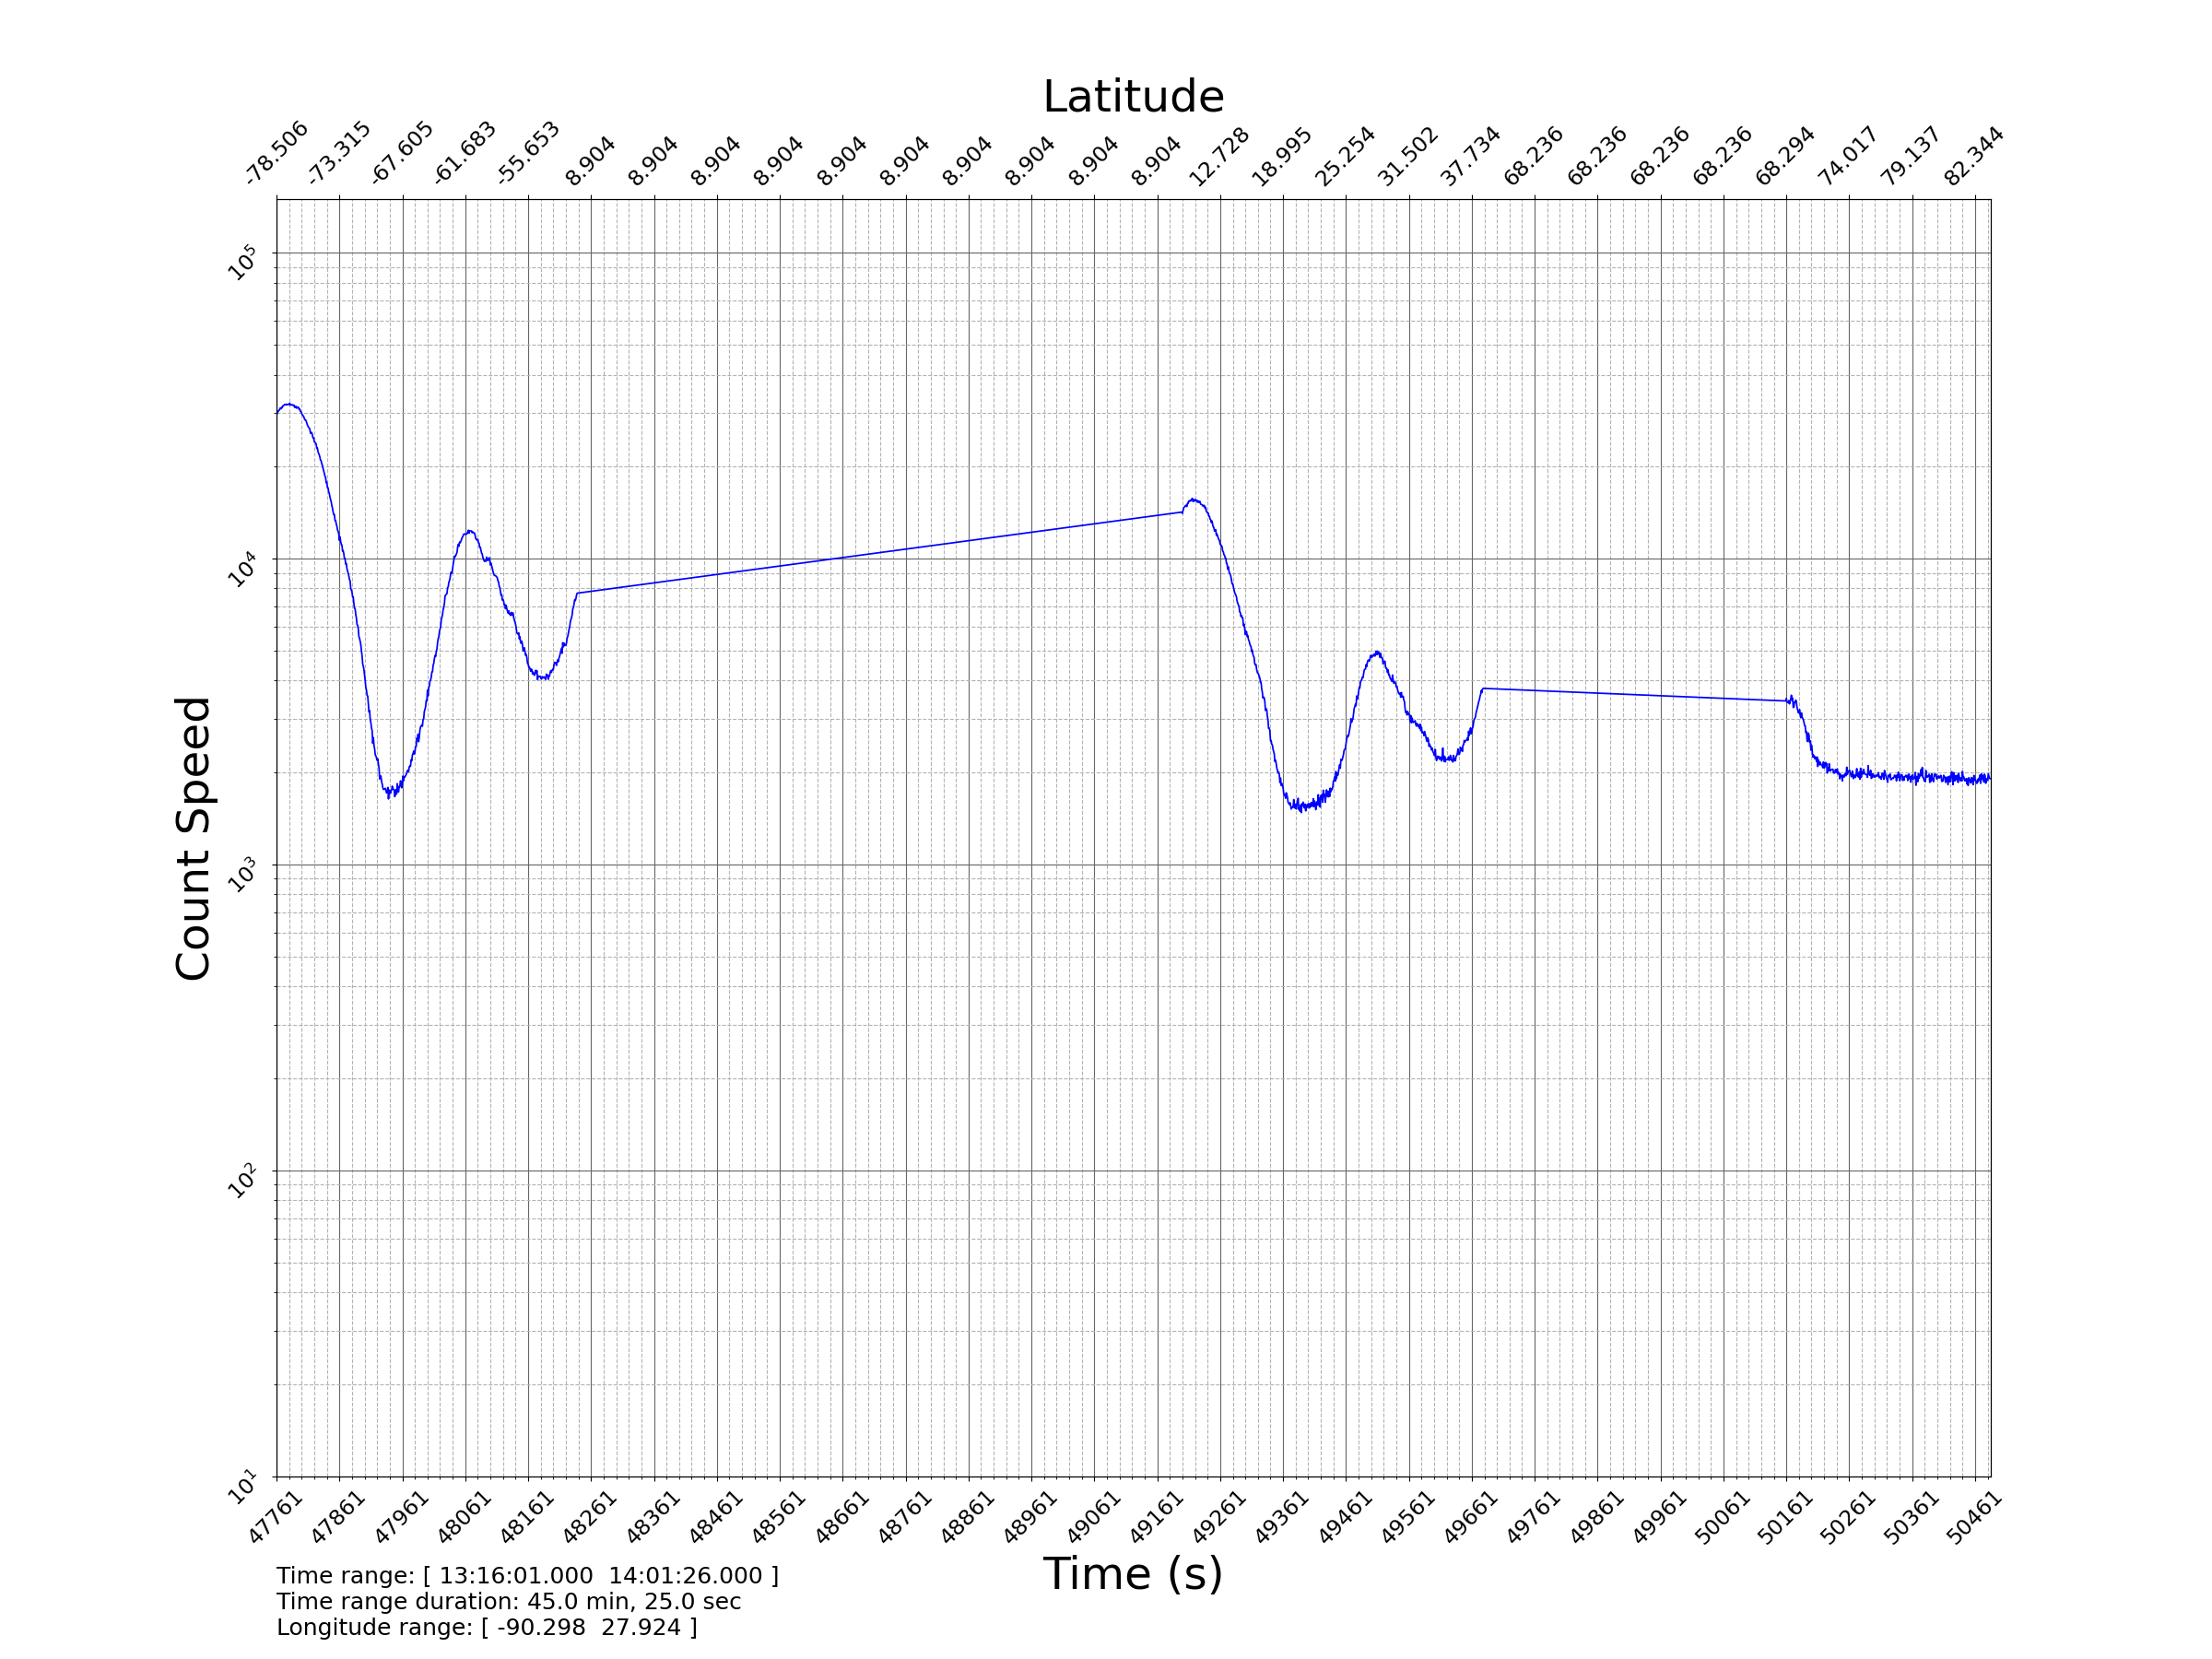 Latitude
-78.506 -73.315 -67.605 -61.683 -55.653 8.904 8.904 8.904 8.904 8.904 8.904 8.904 8.904 8.904 8.904 12.728 18.995 25.254 31.502 37.734 68.236 68.236 68.236 68.236 68.294 74.017 79.137 82.344
10⁵
10⁴
10³
10²
10¹
Count Speed
47761 47861 47961 48061 48161 48261 48361 48461 48561 48661 48761 48861 48961 49061 49161 49261 49361 49461 49561 49661 49761 49861 49961 50061 50161 50261 50361 50461
Time (s)
Time range: [ 13:16:01.000  14:01:26.000 ]
Time range duration: 45.0 min, 25.0 sec
Longitude range: [ -90.298  27.924 ]